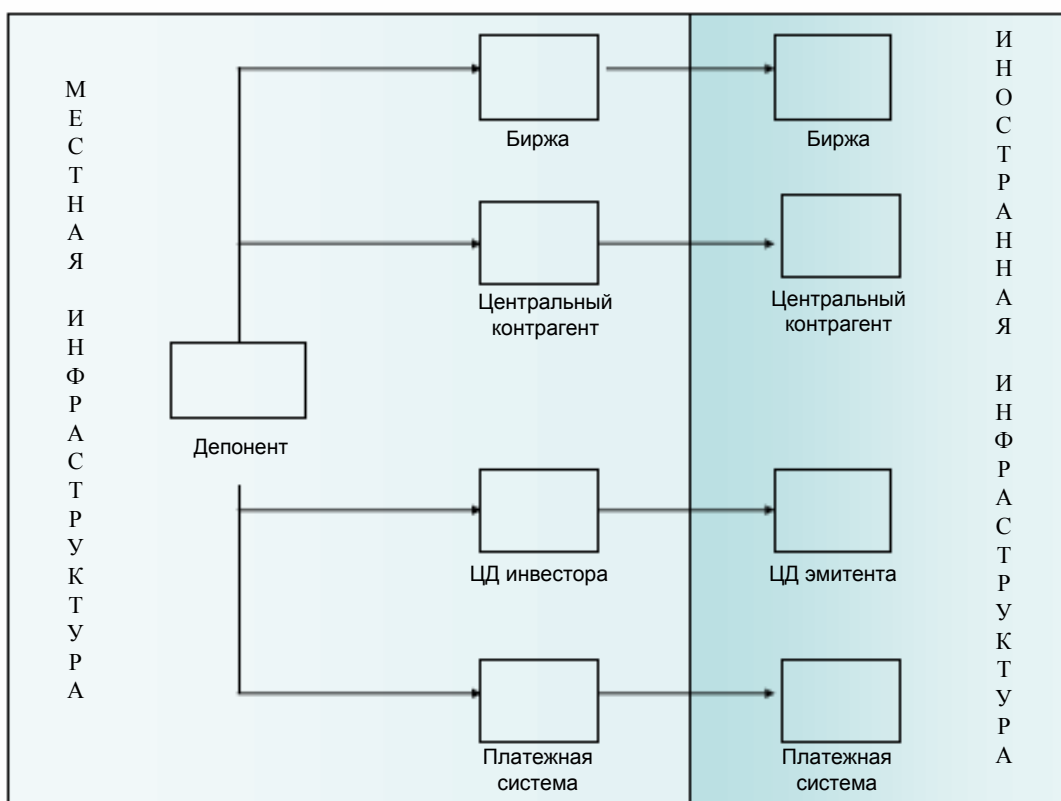 МЕСТНАЯ ИНФРАСТРУКТУРА
Биржа
Биржа
Центральный
контрагент
Центральный
контрагент
Депонент
ЦД инвестора
ЦД эмитента
Платежная
система
Платежная
система
ИНОСТРАННАЯ ИНФРАСТРУКТУРА